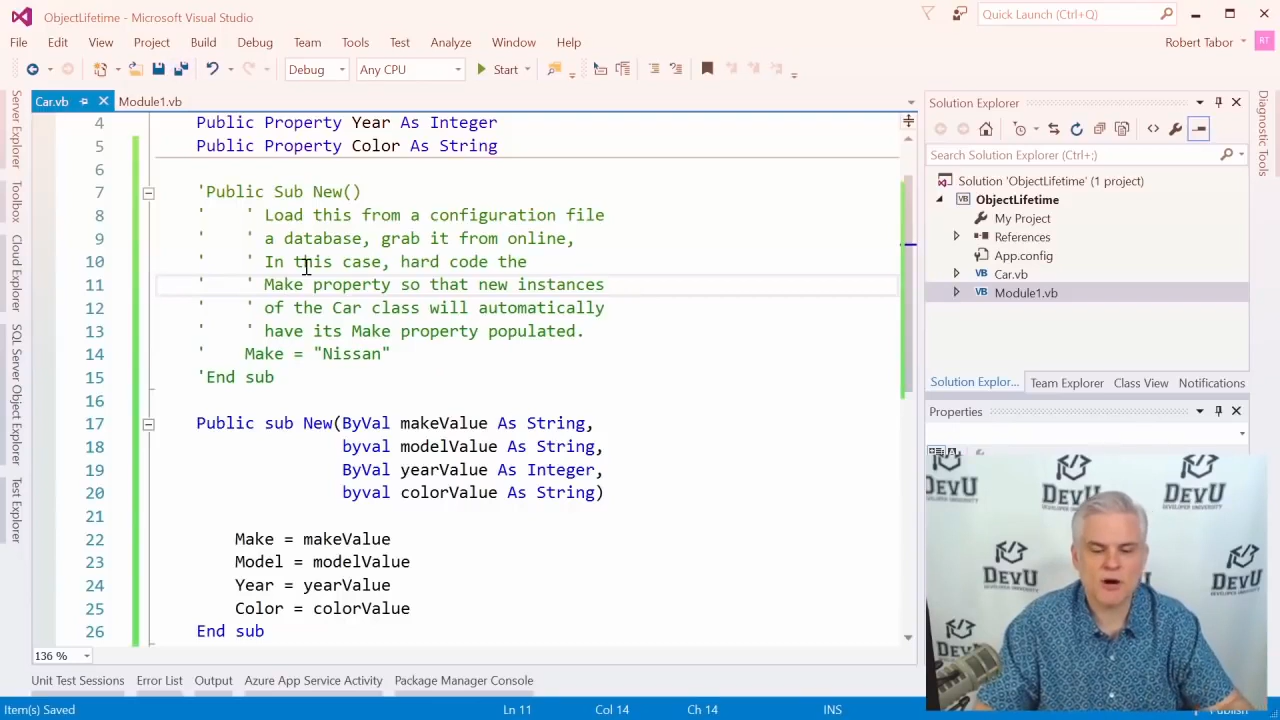 ObjectLifetime - Microsoft Visual Studio
Quick Launch (Ctrl+Q)
File Edit View Project Build Debug Team Tools Test Analyze Window Help
Robert Tabor RT
Debug Any CPU Start
Car.vb Module1.vb
Server Explorer
Toolbox
Cloud Explorer
SQL Server Object Explorer
Test Explorer
4 Public Property Year As Integer
5 Public Property Color As String
6
7 'Public Sub New()
8 ' ' Load this from a configuration file
9 ' ' a database, grab it from online,
10 ' ' In this case, hard code the
11 ' ' Make property so that new instances
12 ' ' of the Car class will automatically
13 ' ' have its Make property populated.
14 ' Make = "Nissan"
15 'End sub
16
17 Public sub New(ByVal makeValue As String,
18 byval modelValue As String,
19 ByVal yearValue As Integer,
20 byval colorValue As String)
21
22 Make = makeValue
23 Model = modelValue
24 Year = yearValue
25 Color = colorValue
26 End sub
136 %
Solution Explorer
Search Solution Explorer (Ctrl+;)
Solution 'ObjectLifetime' (1 project)
VB ObjectLifetime
My Project
References
App.config
VB Car.vb
VB Module1.vb
Solution Explor... Team Explorer Class View Notifications
Properties
Diagnostic Tools
DevU DevU DevU
DEVELOPER UNIVERSITY
DevU DevU
DevU
Unit Test Sessions Error List Output Azure App Service Activity Package Manager Console
Item(s) Saved Ln 11 Col 14 Ch 14 INS Publish